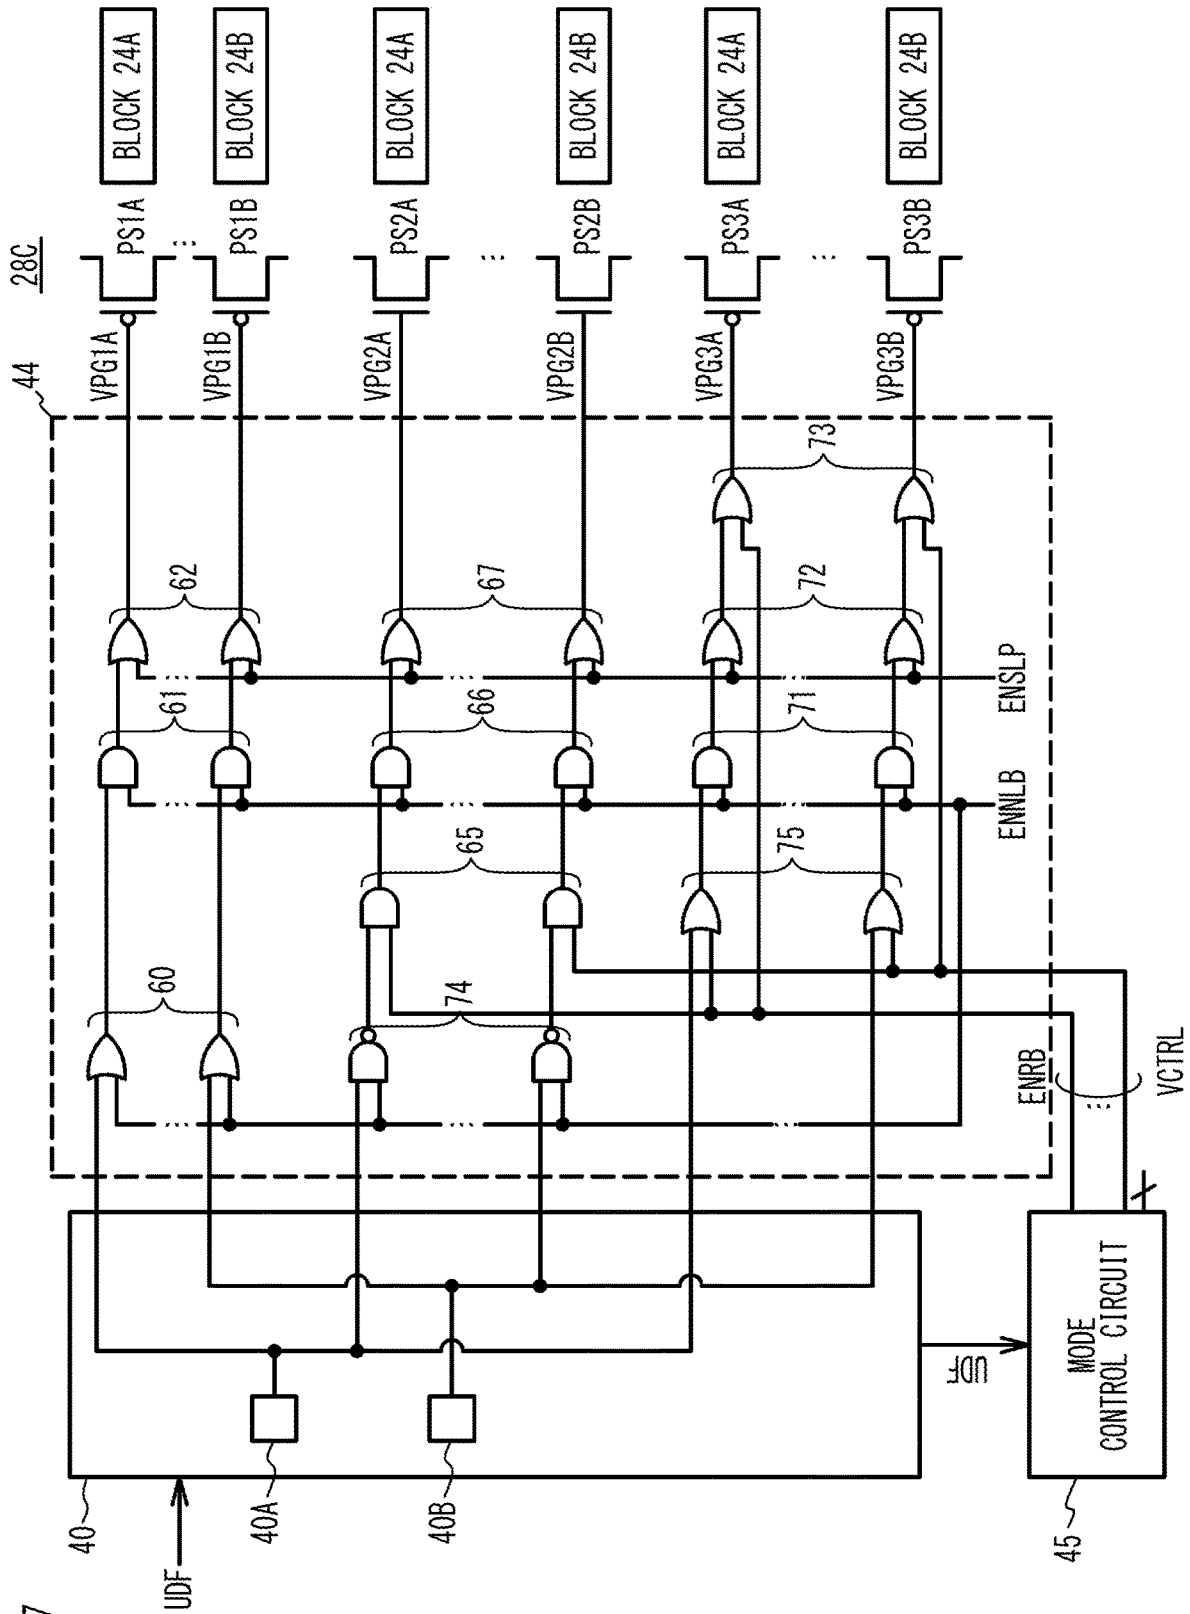 7
28C
44
BLOCK 24A
BLOCK 24B
BLOCK 24A
BLOCK 24B
BLOCK 24A
BLOCK 24B
PS1A
PS1B
PS2A
PS2B
PS3A
PS3B
VPG1A
VPG1B
VPG2A
VPG2B
VPG3A
VPG3B
73
62
67
72
61
66
71
ENSLP
65
75
ENNLB
60
74
ENRB
VCTRL
UDF
MODE
CONTROL CIRCUIT
40
40A
40B
45
UDF